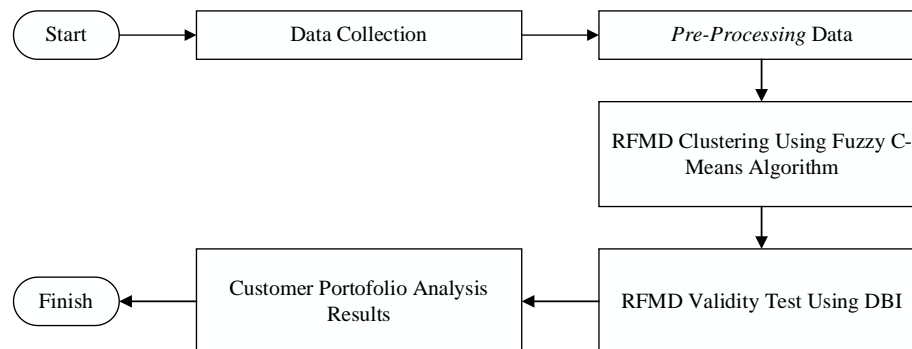 Start
Data Collection
Pre-Processing Data
RFMD Clustering Using Fuzzy C-
Means Algorithm
RFMD Validity Test Using DBI
Customer Portofolio Analysis
Results
Finish